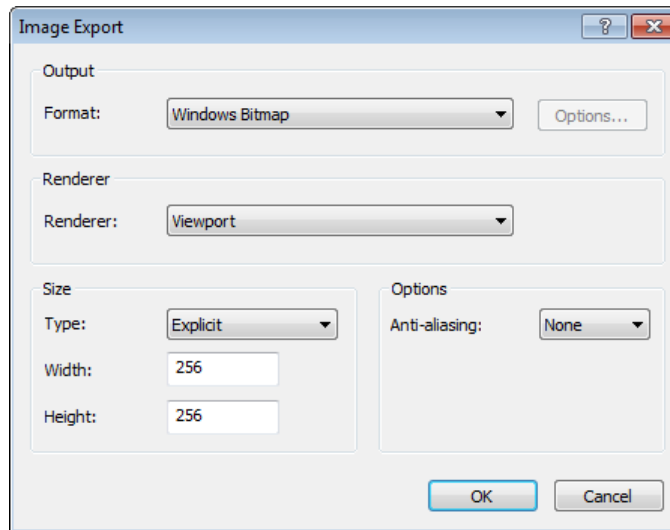 Image Export
Output
Format: Windows Bitmap Options...
Renderer
Renderer: Viewport
Size
Type: Explicit
Width: 256
Height: 256
Options
Anti-aliasing: None
OK Cancel